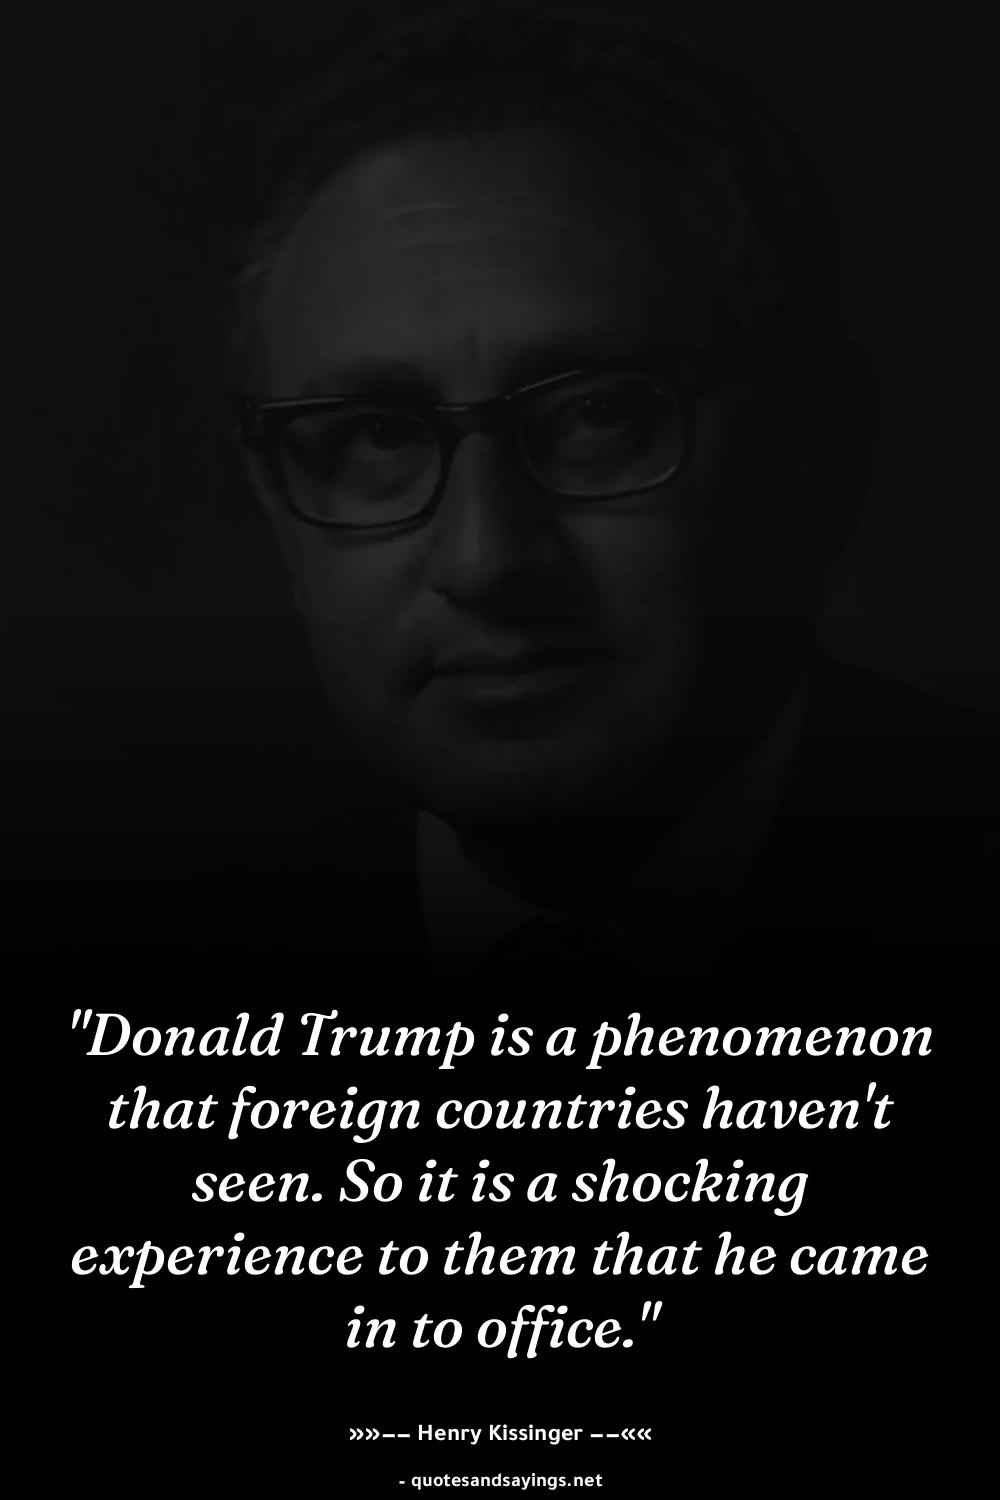 "Donald Trump is a phenomenon
that foreign countries haven't
seen. So it is a shocking
experience to them that he came
in to office."
»»-- Henry Kissinger --««
- quotesandsayings.net